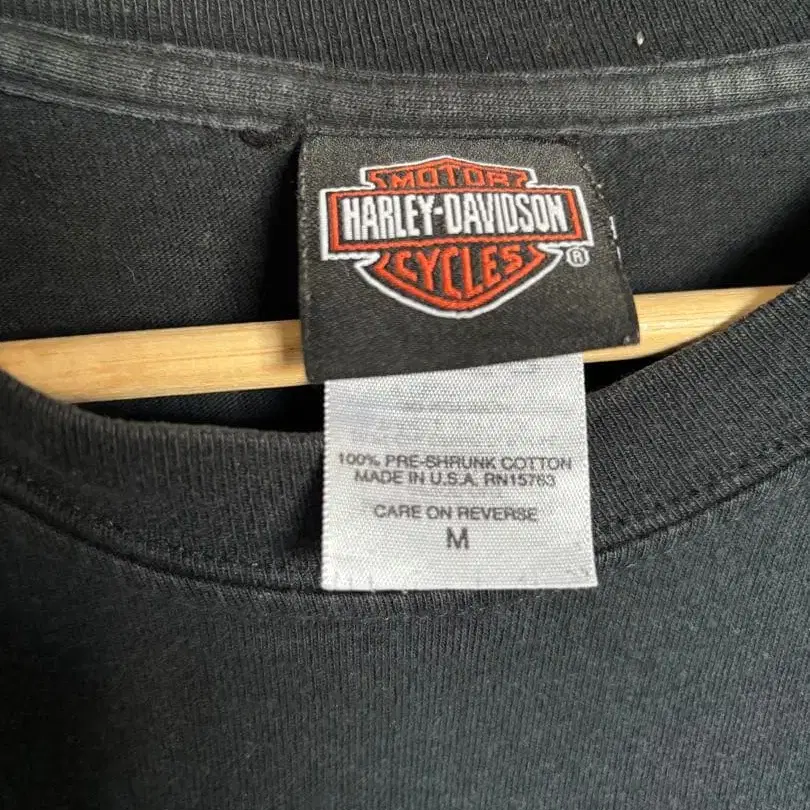 MOTOR
HARLEY-DAVIDSON
CYCLES
®
100% PRE-SHRUNK COTTON
MADE IN U.S.A. RN15763
CARE ON REVERSE
M